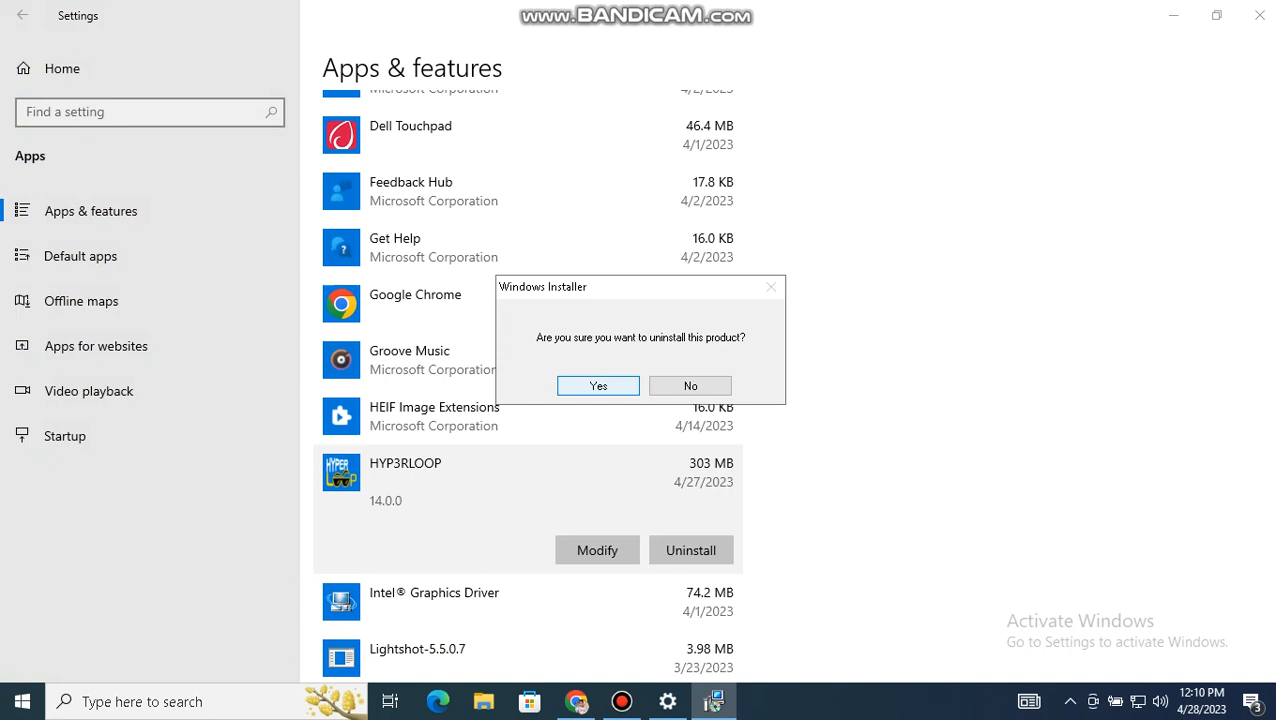 Settings
www.BANDICAM.com
Home
Find a setting
Apps
Apps & features
Default apps
Offline maps
Apps for websites
Video playback
Startup
Apps & features
Microsoft Corporation 4/2/2023
Dell Touchpad 46.4 MB
4/1/2023
Feedback Hub 17.8 KB
Microsoft Corporation 4/2/2023
Get Help 16.0 KB
Microsoft Corporation 4/2/2023
Google Chrome
Groove Music
Microsoft Corporation
HEIF Image Extensions 16.0 KB
Microsoft Corporation 4/14/2023
Windows Installer
Are you sure you want to uninstall this product?
Yes No
HYPER LOOP
HYP3RLOOP 303 MB
4/27/2023
14.0.0
Modify Uninstall
Intel® Graphics Driver 74.2 MB
4/1/2023
Lightshot-5.5.0.7 3.98 MB
3/23/2023
Activate Windows
Go to Settings to activate Windows.
Type here to search
12:10 PM
4/28/2023
3